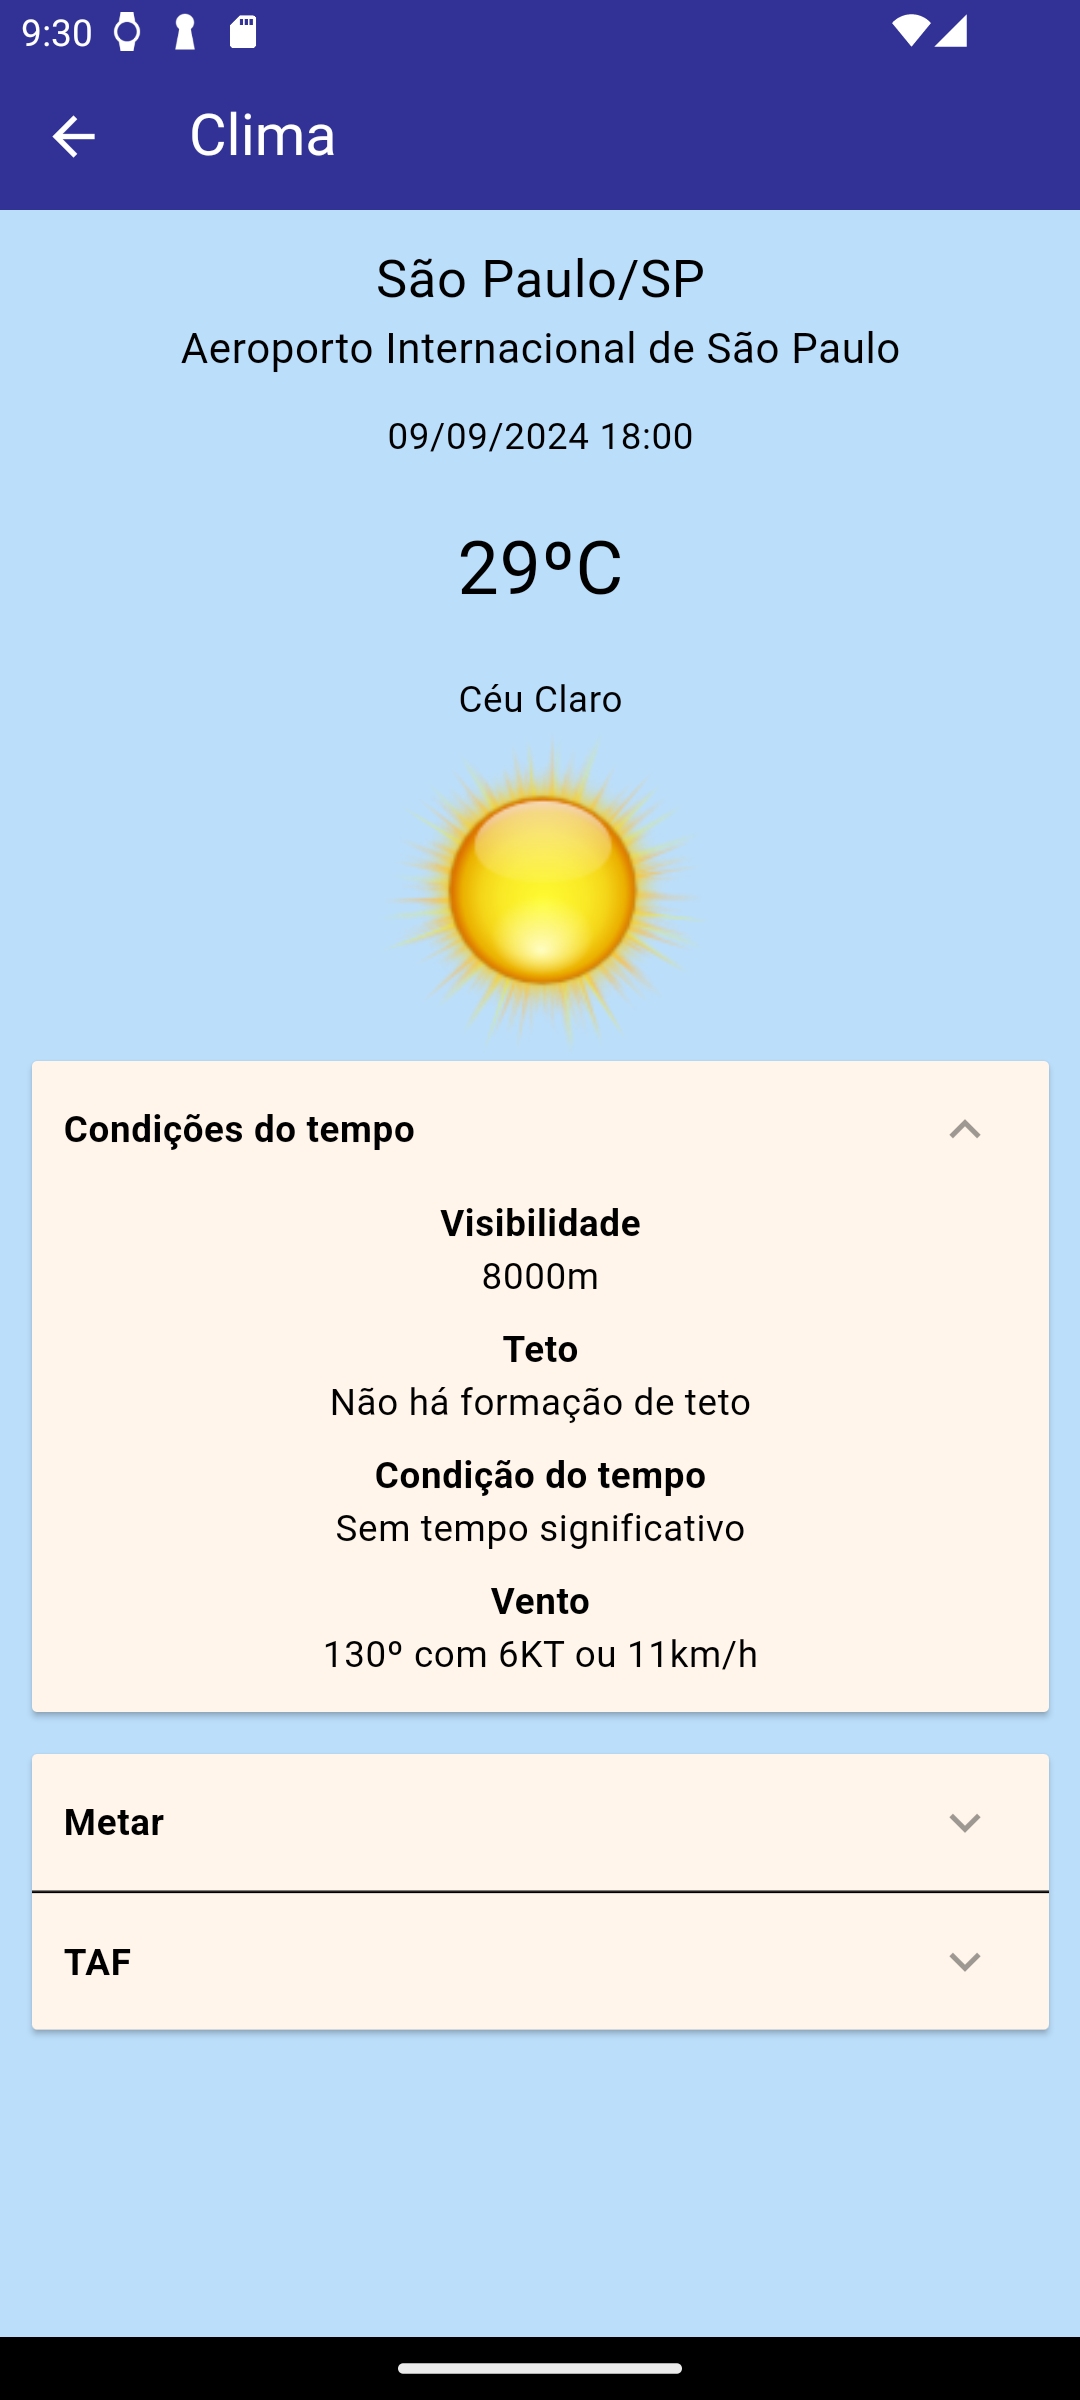 9:30
Clima
São Paulo/SP
Aeroporto Internacional de São Paulo
09/09/2024 18:00
29ºC
Céu Claro
Condições do tempo
Visibilidade
8000m
Teto
Não há formação de teto
Condição do tempo
Sem tempo significativo
Vento
130º com 6KT ou 11km/h
Metar
TAF